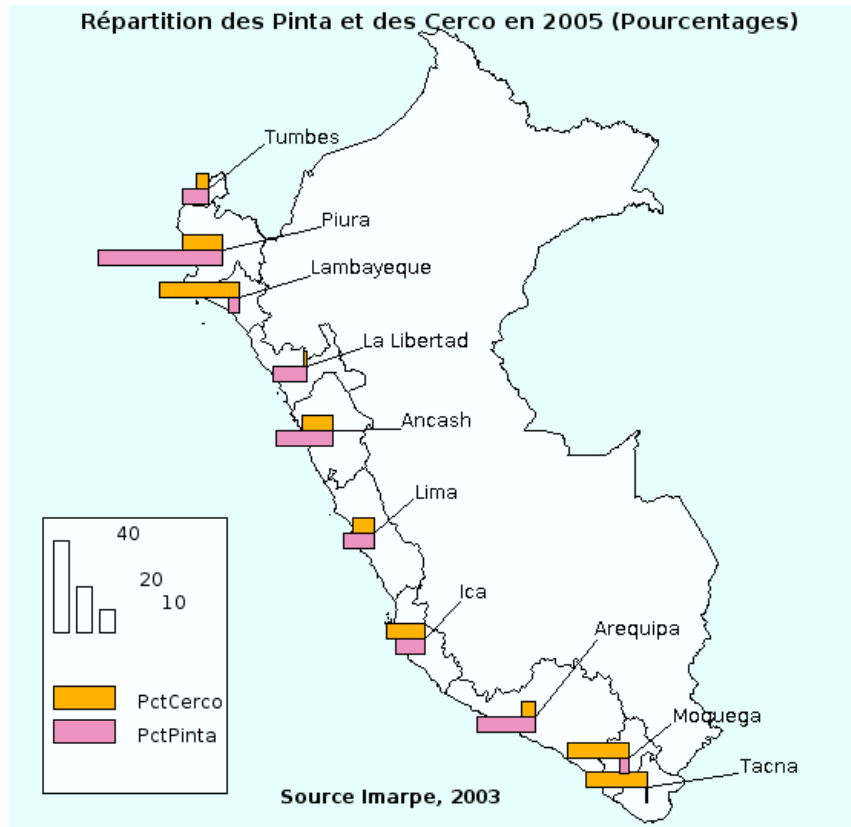 Répartition des Pinta et des Cerco en 2005 (Pourcentages)
Tumbes
Piura
Lambayeque
La Libertad
Ancash
Lima
Ica
Arequipa
Moquega
Tacna
40
20
10
PctCerco
PctPinta
Source Imarpe, 2003